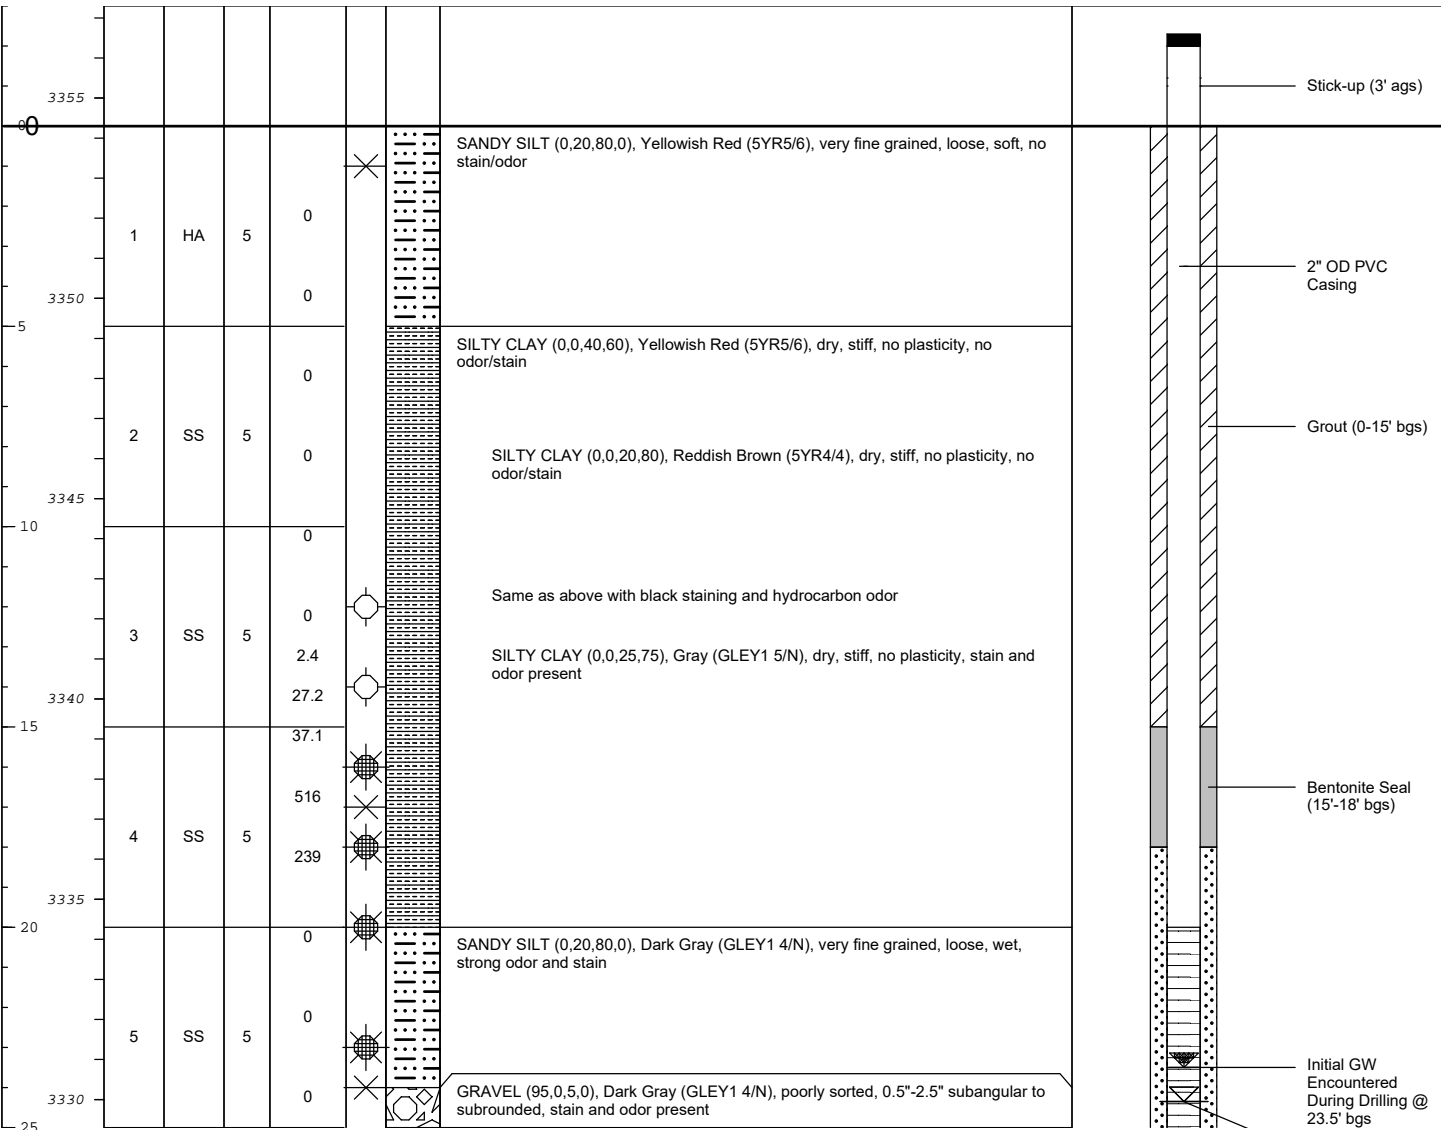 Stick-up (3' ags)
3355
0
0
SANDY SILT (0,20,80,0), Yellowish Red (5YR5/6), very fine grained, loose, soft, no
stain/odor
0
1 HA 5
2" OD PVC
Casing
0
3350
5
SILTY CLAY (0,0,40,60), Yellowish Red (5YR5/6), dry, stiff, no plasticity, no
odor/stain
0
Grout (0-15' bgs)
2 SS 5
0
SILTY CLAY (0,0,20,80), Reddish Brown (5YR4/4), dry, stiff, no plasticity, no
odor/stain
3345
10
0
Same as above with black staining and hydrocarbon odor
0
3 SS 5
2.4
SILTY CLAY (0,0,25,75), Gray (GLEY1 5/N), dry, stiff, no plasticity, stain and
odor present
27.2
3340
15
37.1
Bentonite Seal
(15'-18' bgs)
516
4 SS 5
239
3335
20
0
SANDY SILT (0,20,80,0), Dark Gray (GLEY1 4/N), very fine grained, loose, wet,
strong odor and stain
0
5 SS 5
Initial GW
Encountered
During Drilling @
23.5' bgs
GRAVEL (95,0,5,0), Dark Gray (GLEY1 4/N), poorly sorted, 0.5"-2.5" subangular to
subrounded, stain and odor present
0
3330
25